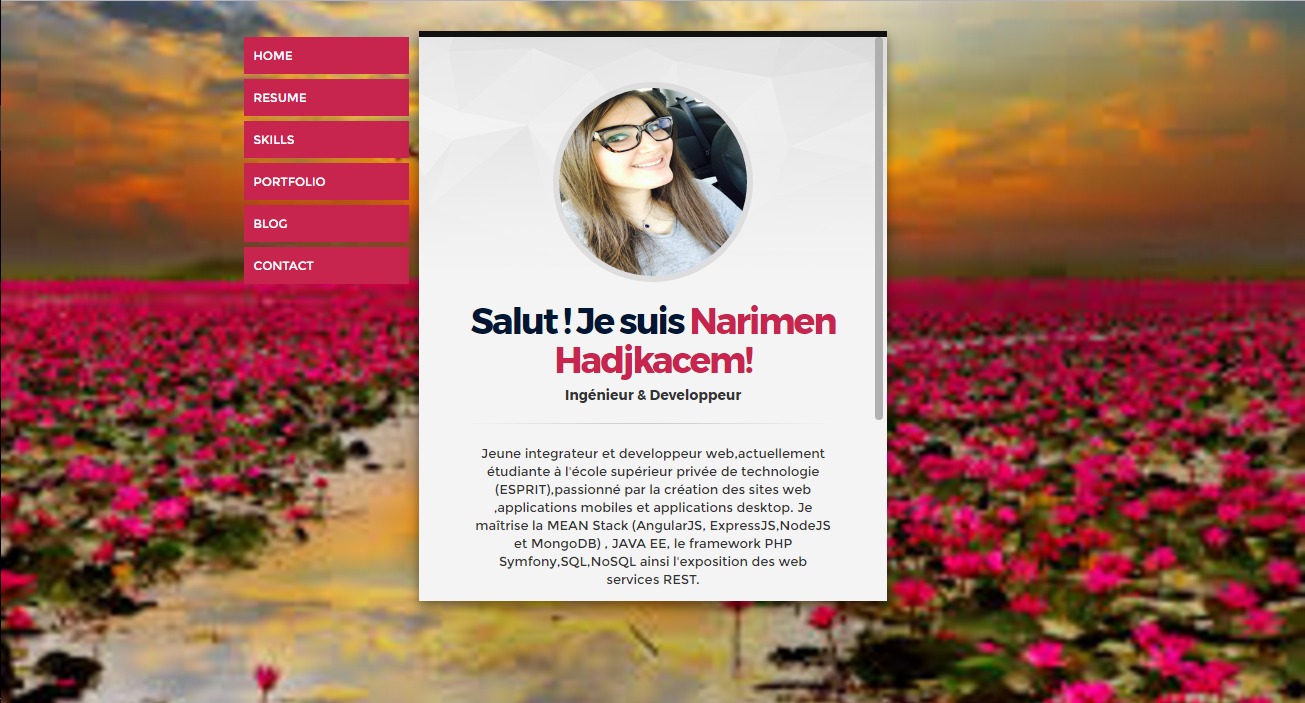 HOME
RESUME
SKILLS
PORTFOLIO
BLOG
CONTACT
Salut ! Je suis Narimen
Hadjkacem!
Ingénieur & Developpeur
Jeune integrateur et developpeur web,actuellement
étudiante à l'école supérieur privée de technologie
(ESPRIT),passionné par la création des sites web
,applications mobiles et applications desktop. Je
maîtrise la MEAN Stack (AngularJS, ExpressJS,NodeJS
et MongoDB) , JAVA EE, le framework PHP
Symfony,SQL,NoSQL ainsi l'exposition des web
services REST.